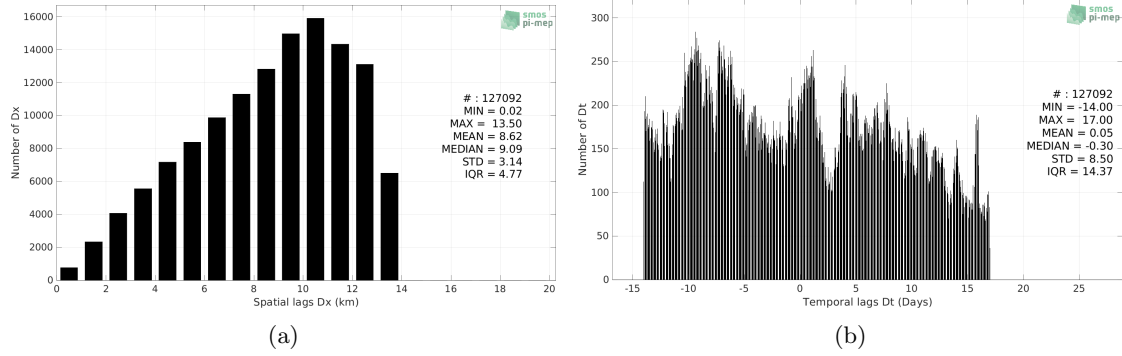 16000
14000
12000
10000
8000
6000
4000
2000
0
Number of Dx
smos
pi-mep
# : 127092
MIN = 0.02
MAX = 13.50
MEAN = 8.62
MEDIAN = 9.09
STD = 3.14
IQR = 4.77
0 2 4 6 8 10 12 14 16 18 20
Spatial lags Dx (km)
(a)
300
250
200
150
100
50
0
Number of Dt
smos
pi-mep
# : 127092
MIN = -14.00
MAX = 17.00
MEAN = 0.05
MEDIAN = -0.30
STD = 8.50
IQR = 14.37
-15 -10 -5 0 5 10 15 20 25
Temporal lags Dt (Days)
(b)